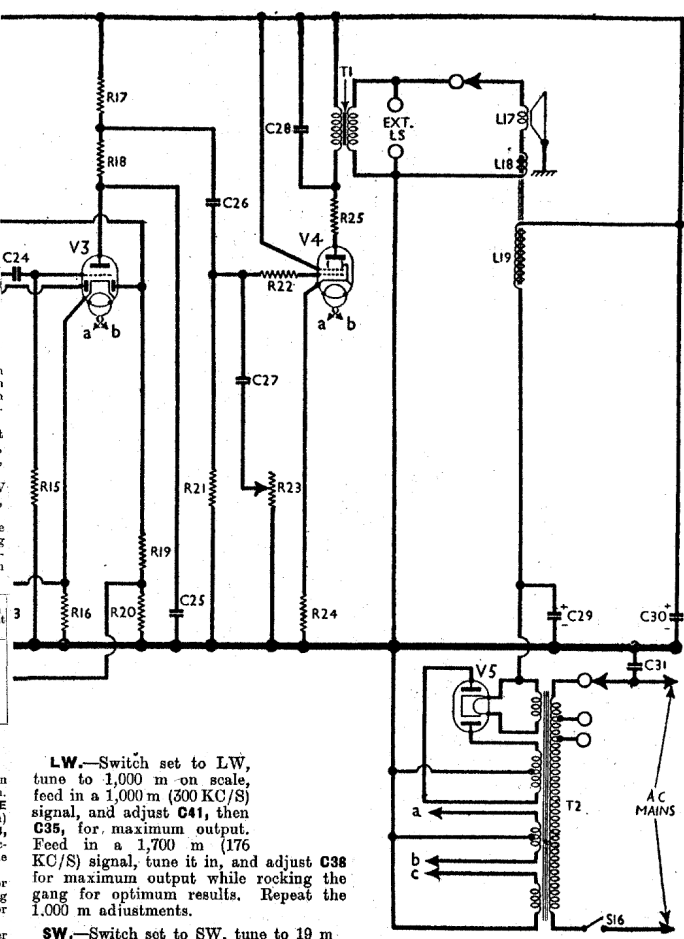 R17
T1
C28
EXT.
LS
L17
R18
L18
C26
R25
V3
V4
C24
R22
L19
a b
a b
C27
R15
R21
R23
R19
3
R16
R20
C25
R24
C29
+
-
C30
+
-
C31
V5
a
T2
AC
MAINS
b
c
S16
LW.—Switch set to LW,
tune to 1,000 m on scale,
feed in a 1,000 m (300 KC/S)
signal, and adjust C41, then
C35, for maximum output.
Feed in a 1,700 m (176
KC/S) signal, tune it in, and adjust C38
for maximum output while rocking the
gang for optimum results. Repeat the
1,000 m adjustments.
SW.—Switch set to SW, tune to 19 m